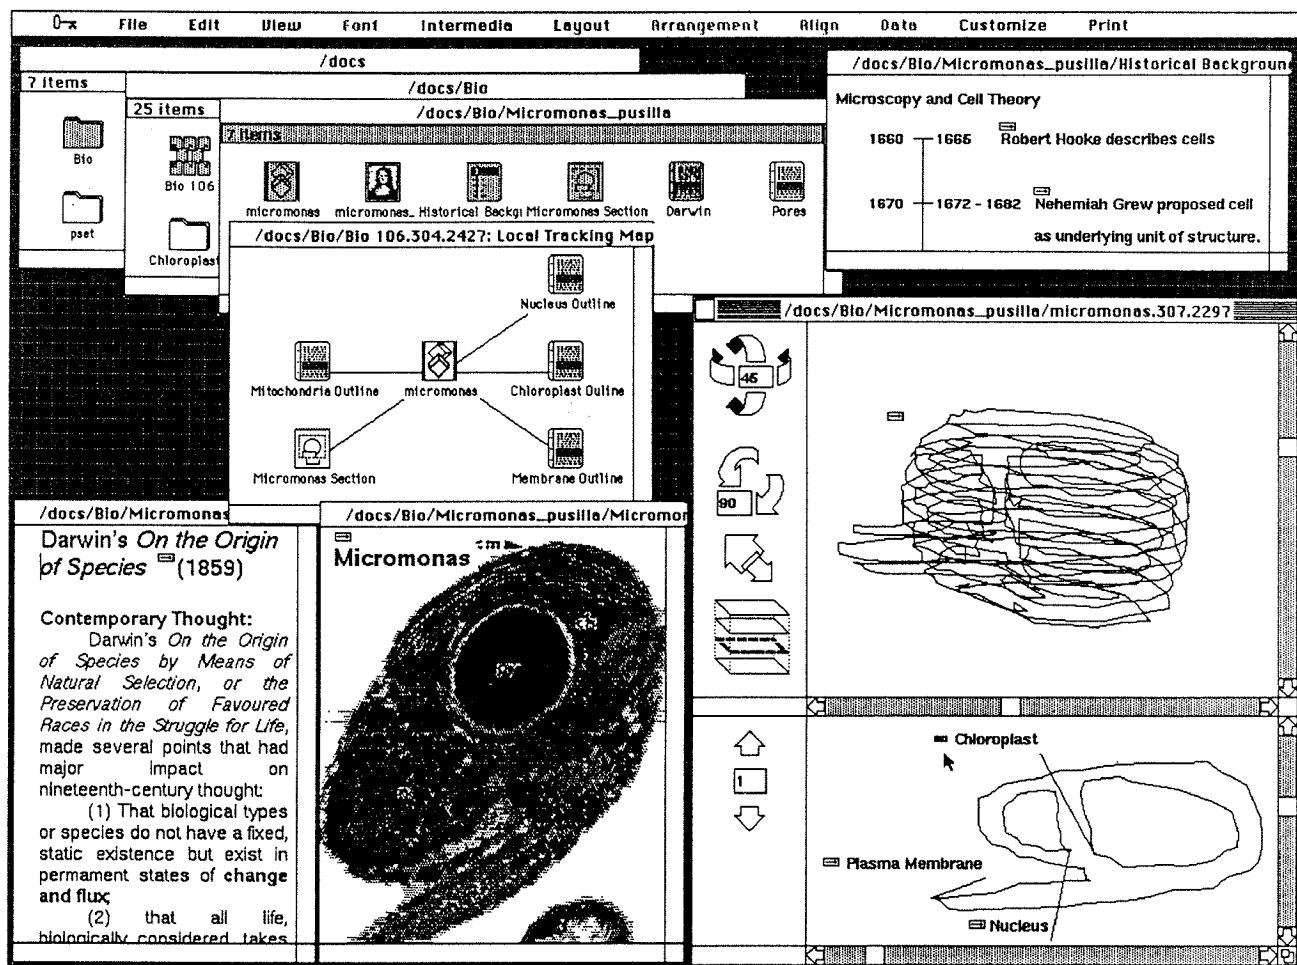 File Edit View Font Intermedia Layout Arrangement Align Data Customize Print
/docs
7 items
Bio
pset
/docs/Bio
25 items
Bio 106
Chloroplast
/docs/Bio/Micromonas_pusilla
7 items
micromonas
micromonas_
Historical Backgr
Micromonas Section
Darwin
Pores
/docs/Bio/Micromonas_pusilla/Historical Background
Microscopy and Cell Theory
1660 1665 Robert Hooke describes cells
1670 1672 - 1682 Nehemiah Grew proposed cell
as underlying unit of structure.
/docs/Bio/Bio 106.304.2427: Local Tracking Map
Nucleus Outline
Mitochondria Outline
micromonas
Chloroplast Ouline
Micromonas Section
Membrane Outline
/docs/Bio/Micromonas_pusilla/micromonas.307.2297
45
90
1
Chloroplast
Plasma Membrane
Nucleus
/docs/Bio/Micromonas
Darwin's On the Origin
of Species (1859)
Contemporary Thought:
Darwin's On the Origin
of Species by Means of
Natural Selection, or the
Preservation of Favoured
Races in the Struggle for Life,
made several points that had
major impact on
nineteenth-century thought:
(1) That biological types
or species do not have a fixed,
static existence but exist in
permament states of change
and flux;
(2) that all life,
biologically considered, takes
/docs/Bio/Micromonas_pusilla/Micromon
Micromonas